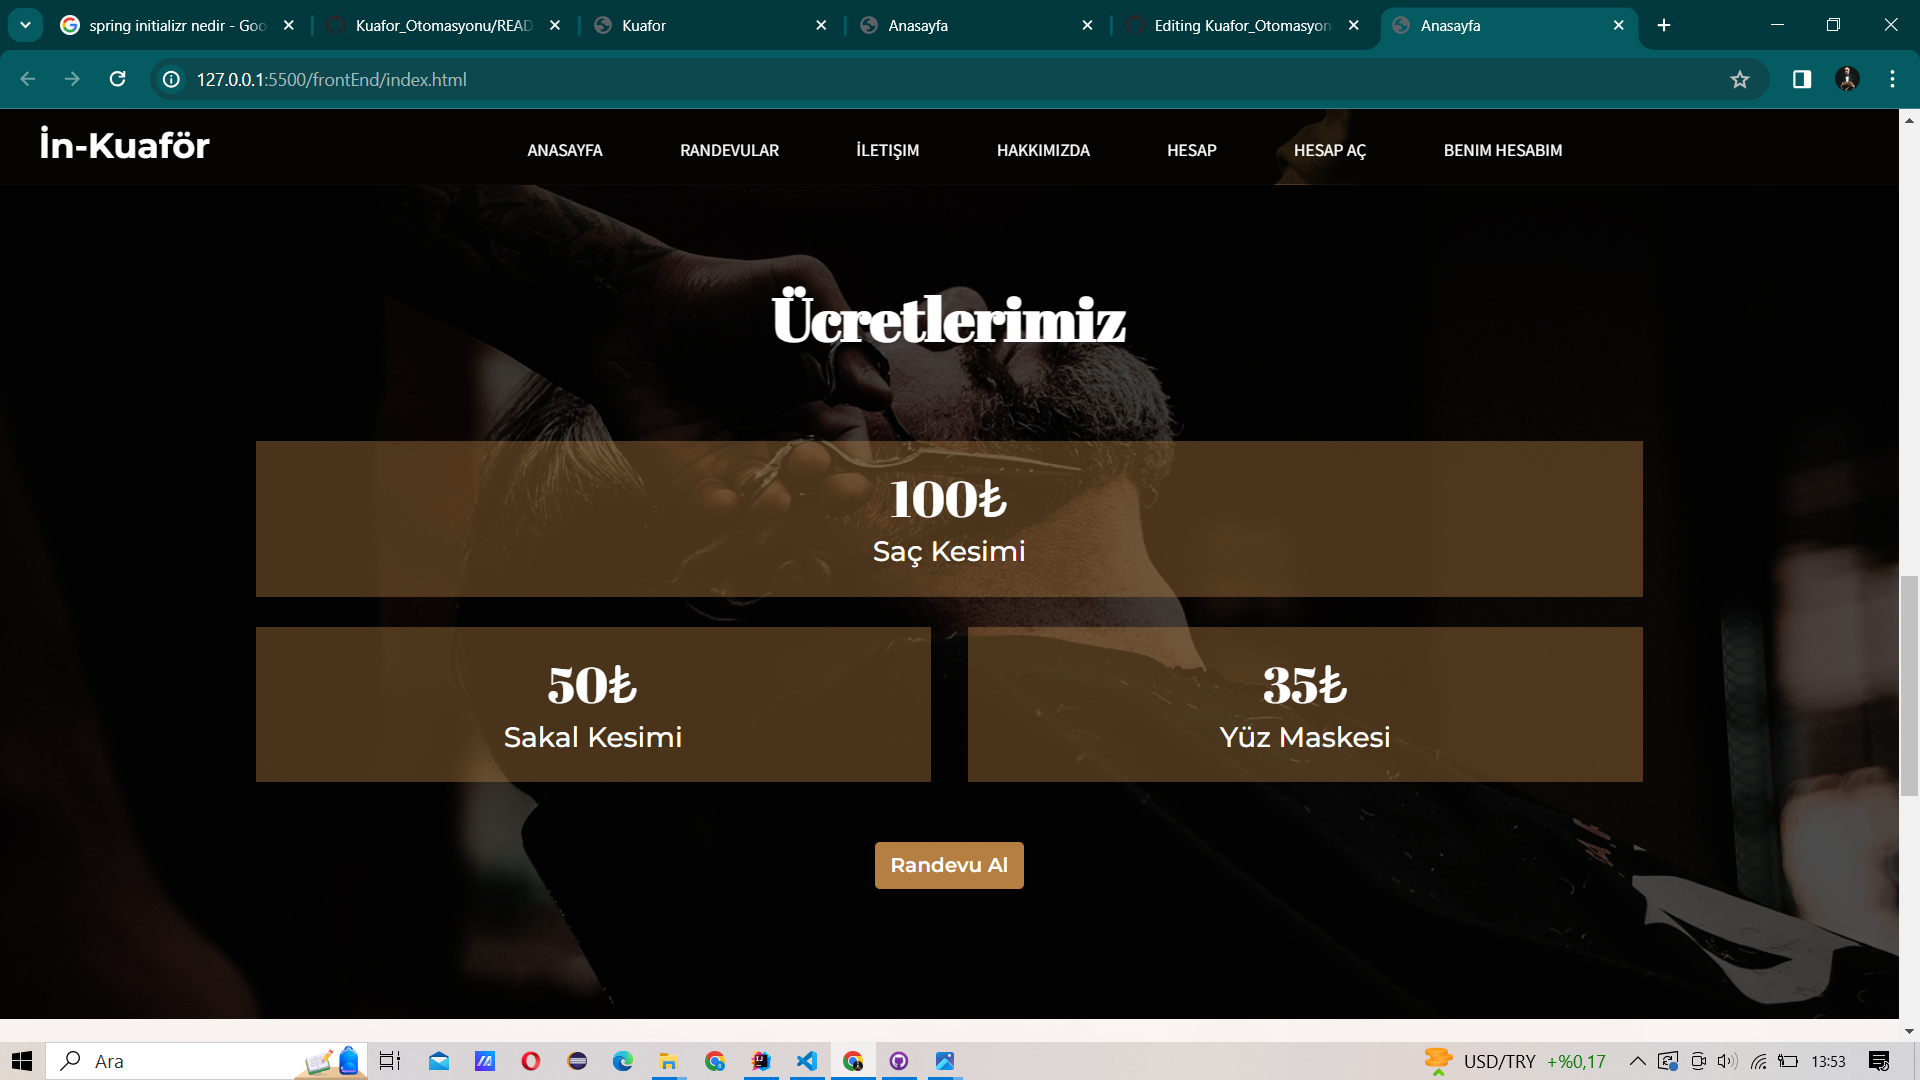 spring initializr nedir - Goo
Kuafor_Otomasyonu/READ
Kuafor
Anasayfa
Editing Kuafor_Otomasyon
Anasayfa
127.0.0.1:5500/frontEnd/index.html
İn-Kuaför
ANASAYFA
RANDEVULAR
İLETIŞIM
HAKKIMIZDA
HESAP
HESAP AÇ
BENIM HESABIM
Ücretlerimiz
100₺
Saç Kesimi
50₺
Sakal Kesimi
35₺
Yüz Maskesi
Randevu Al
Ara
USD/TRY +%0,17
13:53